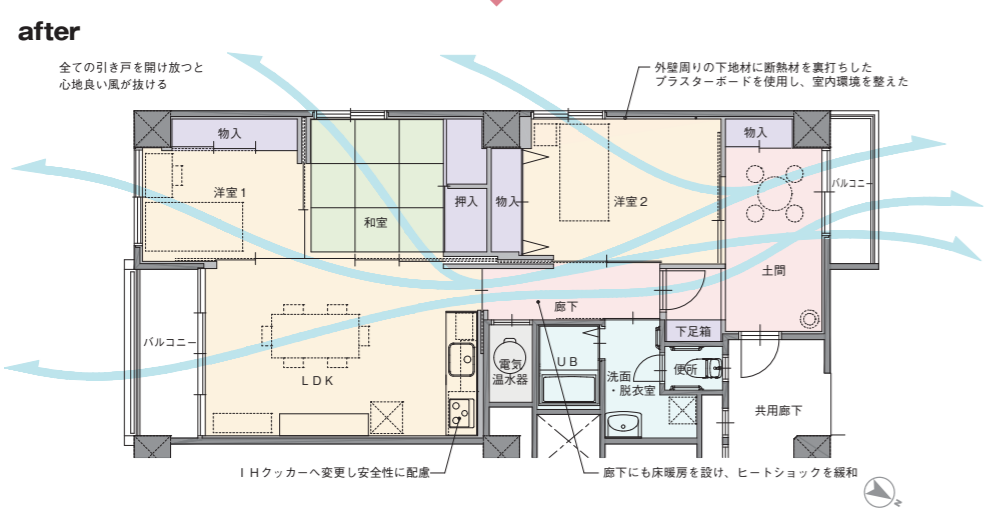 after
全ての引き戸を開け放つと
心地良い風が抜ける
外壁周りの下地材に断熱材を裏打ちした
プラスターボードを使用し、室内環境を整えた
物入
物入
洋室1
和室
押入
物入
洋室2
バルコニー
土間
廊下
下足箱
バルコニー
LDK
電気
温水器
UB
洗面
・脱衣室
便所
共用廊下
IHクッカーへ変更し安全性に配慮
廊下にも床暖房を設け、ヒートショックを緩和
N